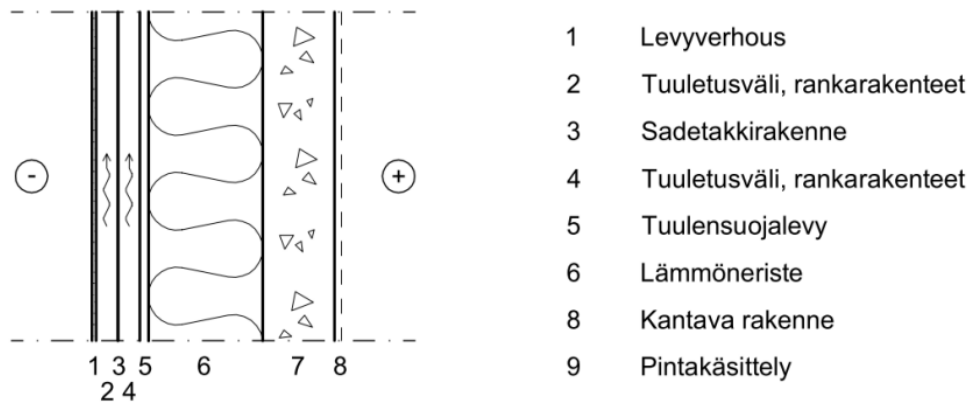 1 Levyverhous
2 Tuuletusväli, rankarakenteet
3 Sadetakkirakenne
4 Tuuletusväli, rankarakenteet
5 Tuulensuojalevy
6 Lämmöneriste
8 Kantava rakenne
9 Pintakäsittely
- +
1 3 5 6 7 8
2 4